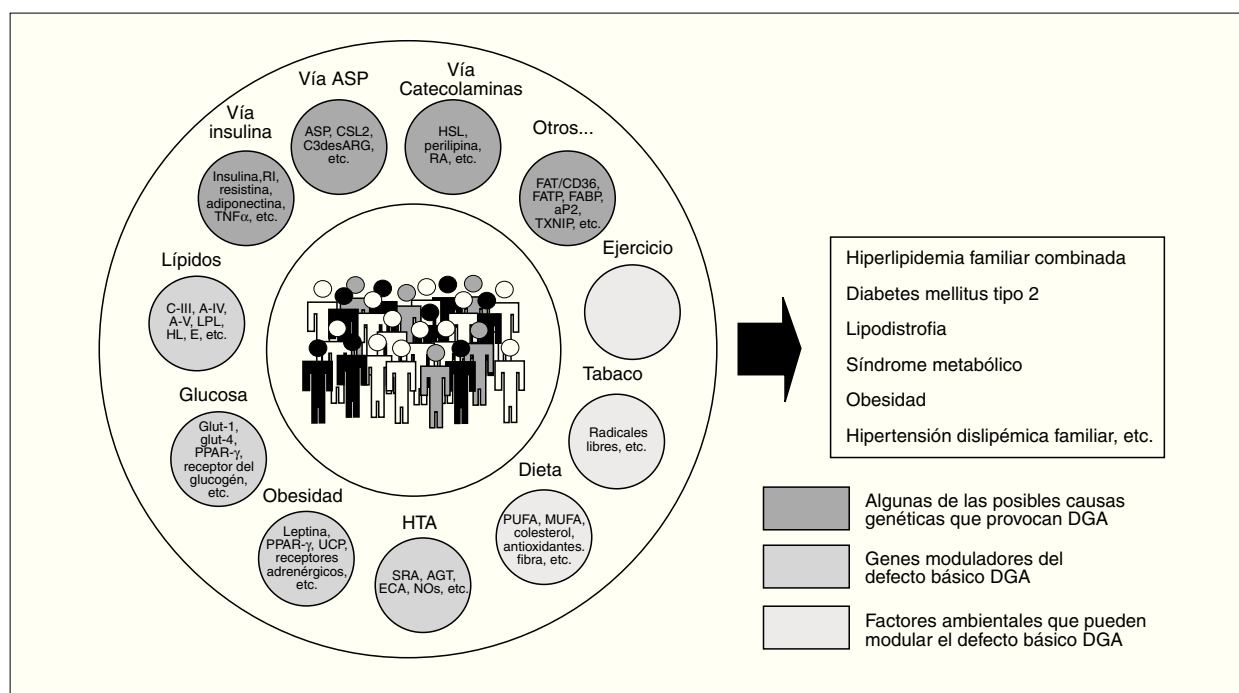 Vía ASP
ASP, CSL2,
C3desARG,
etc.
Vía
Catecolaminas
HSL,
perilipina,
RA, etc.
Otros...
FAT/CD36,
FATP, FABP,
aP2,
TXNIP, etc.
Vía
insulina
Insulina,RI,
resistina,
adiponectina,
TNFα, etc.
Lípidos
C-III, A-IV,
A-V, LPL,
HL, E, etc.
Glucosa
Glut-1,
glut-4,
PPAR-γ,
receptor del
glucogén,
etc.
Obesidad
Leptina,
PPAR-γ, UCP,
receptores
adrenérgicos,
etc.
HTA
SRA, AGT,
ECA, NOs, etc.
Dieta
PUFA, MUFA,
colesterol,
antioxidantes.
fibra, etc.
Tabaco
Radicales
libres, etc.
Ejercicio
Hiperlipidemia familiar combinada
Diabetes mellitus tipo 2
Lipodistrofia
Síndrome metabólico
Obesidad
Hipertensión dislipémica familiar, etc.
Algunas de las posibles causas
genéticas que provocan DGA
Genes moduladores del
defecto básico DGA
Factores ambientales que pueden
modular el defecto básico DGA